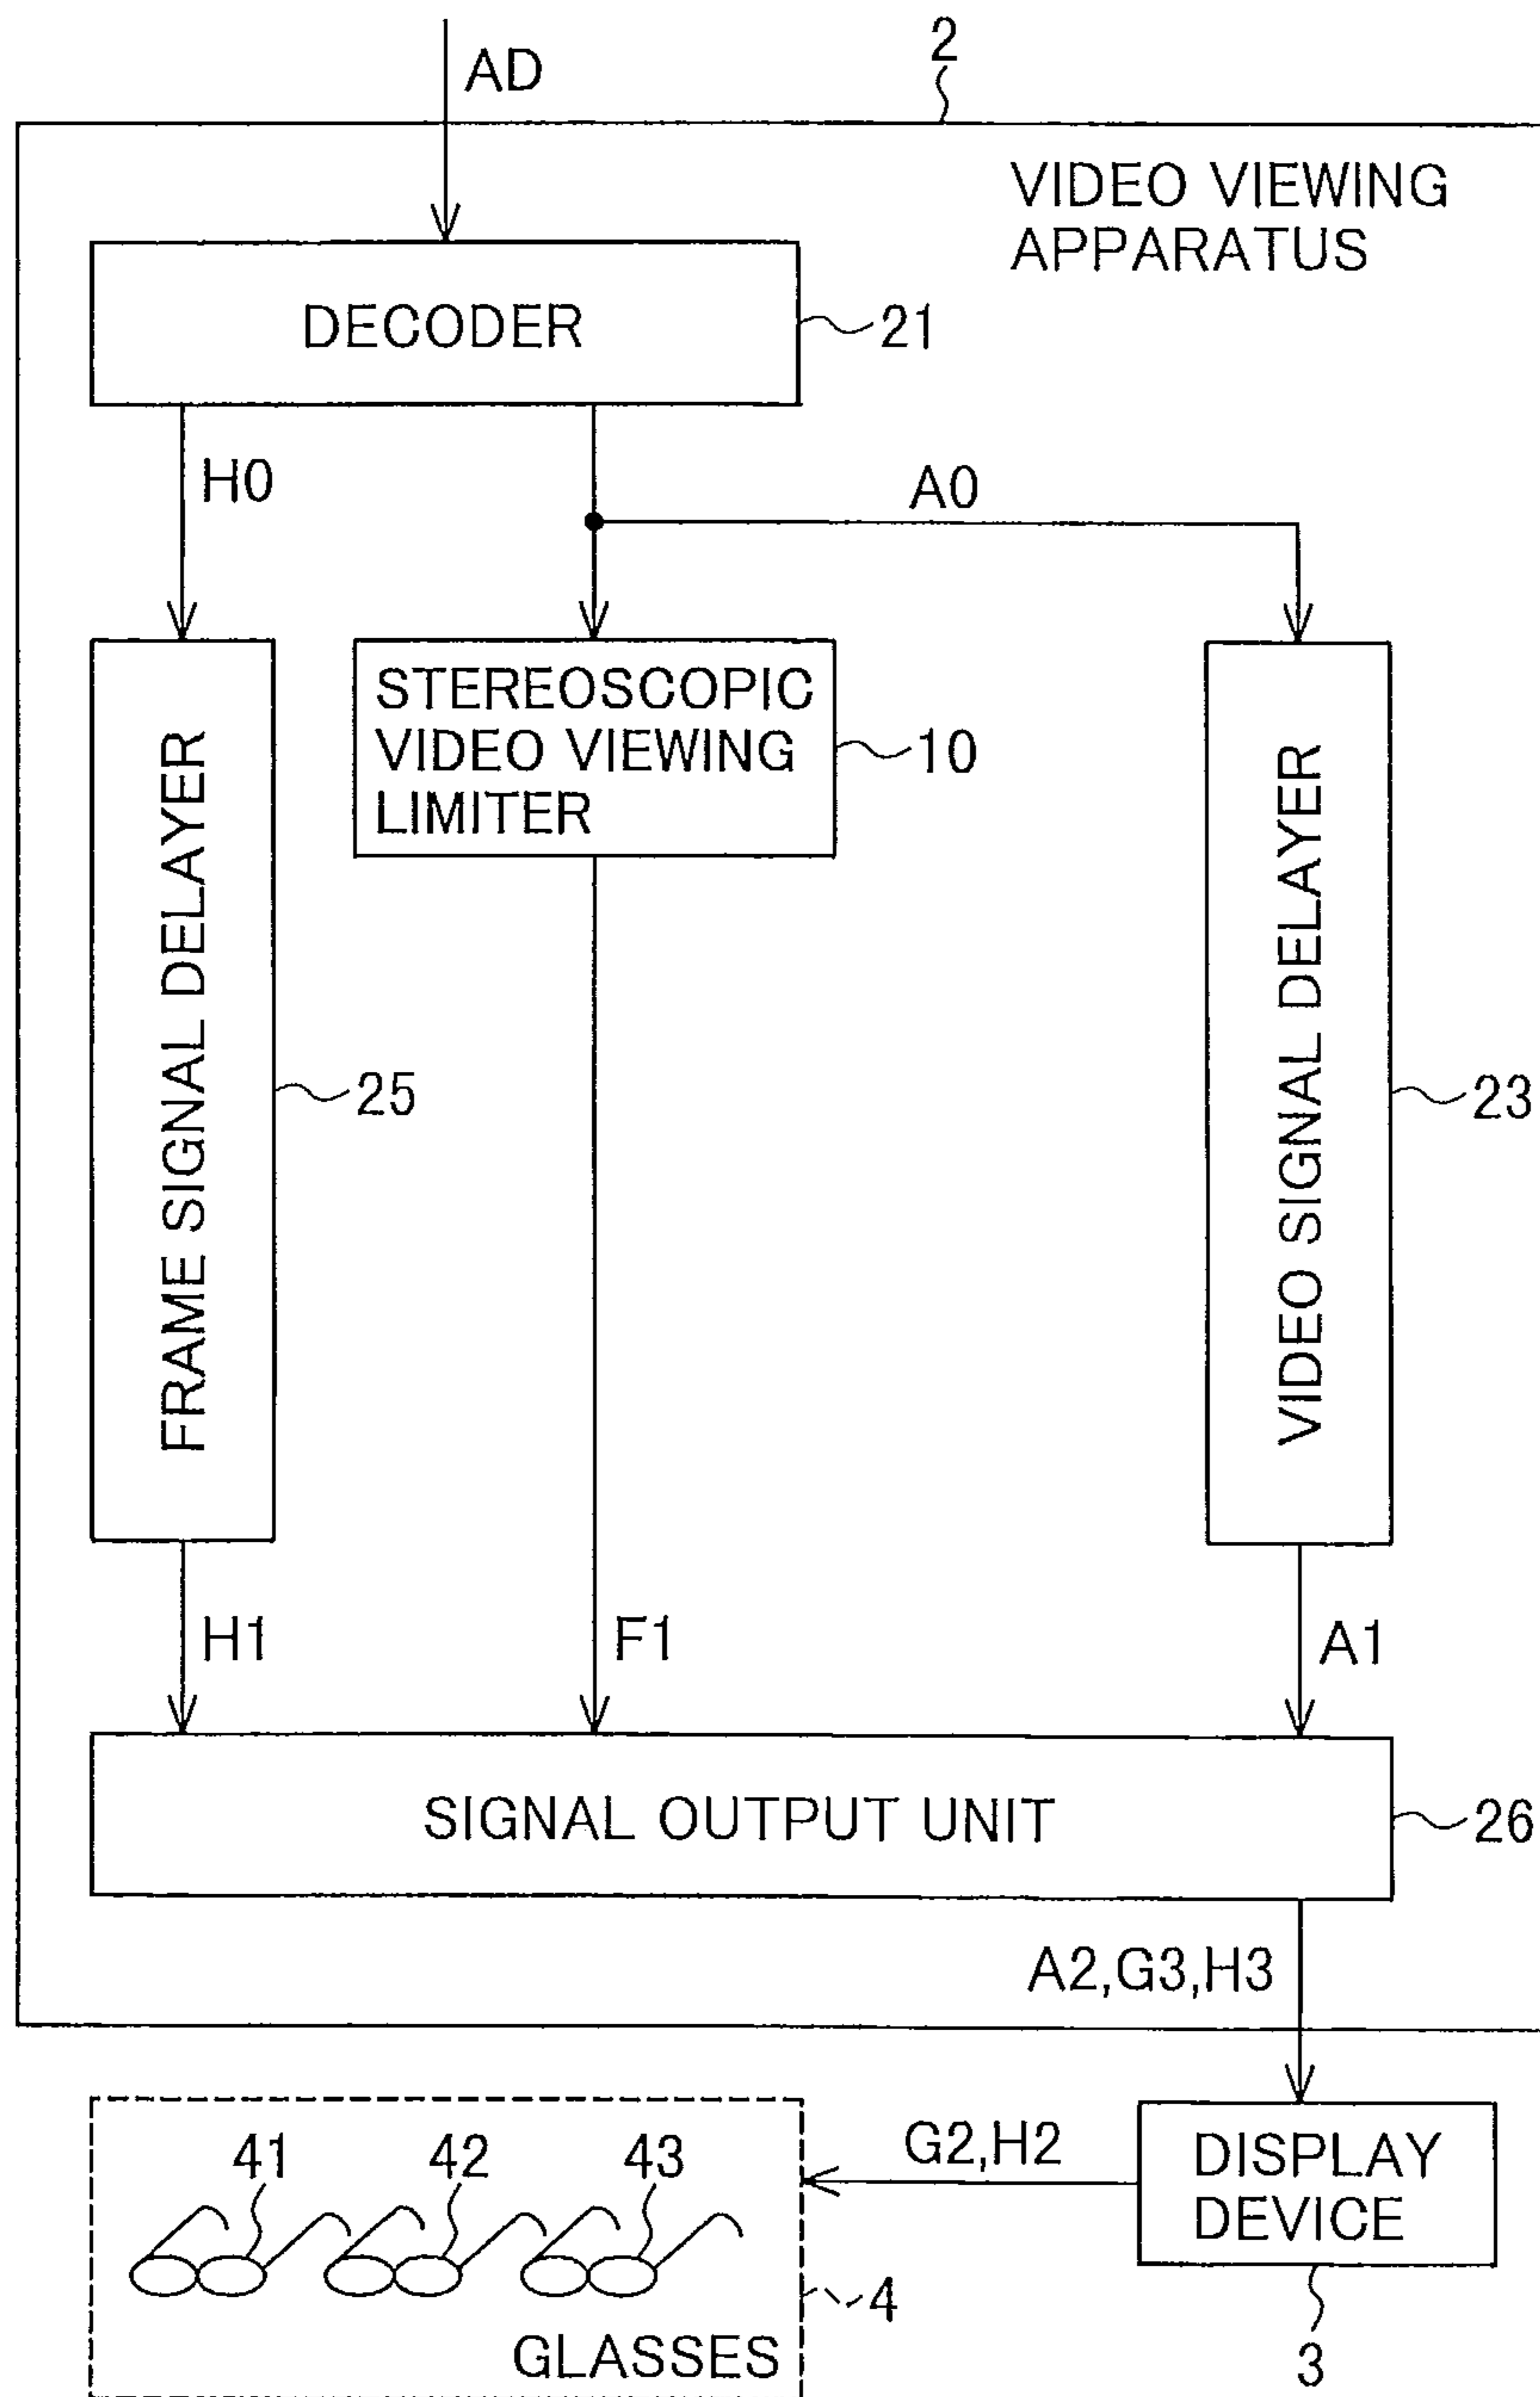 2
AD
VIDEO VIEWING
APPARATUS
DECODER
21
H0
A0
STEREOSCOPIC
VIDEO VIEWING
LIMITER
10
FRAME SIGNAL DELAYER
25
VIDEO SIGNAL DELAYER
23
H1
F1
A1
SIGNAL OUTPUT UNIT
26
A2,G3,H3
41
42
43
G2,H2
DISPLAY
DEVICE
4
GLASSES
3